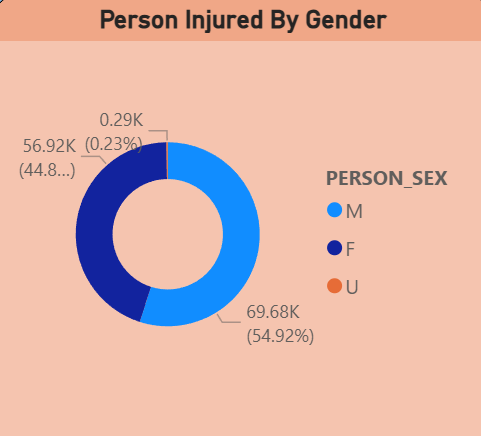 Person Injured By Gender
0.29K
(0.23%)
56.92K
(44.8...)
PERSON_SEX
M
F
U
69.68K
(54.92%)